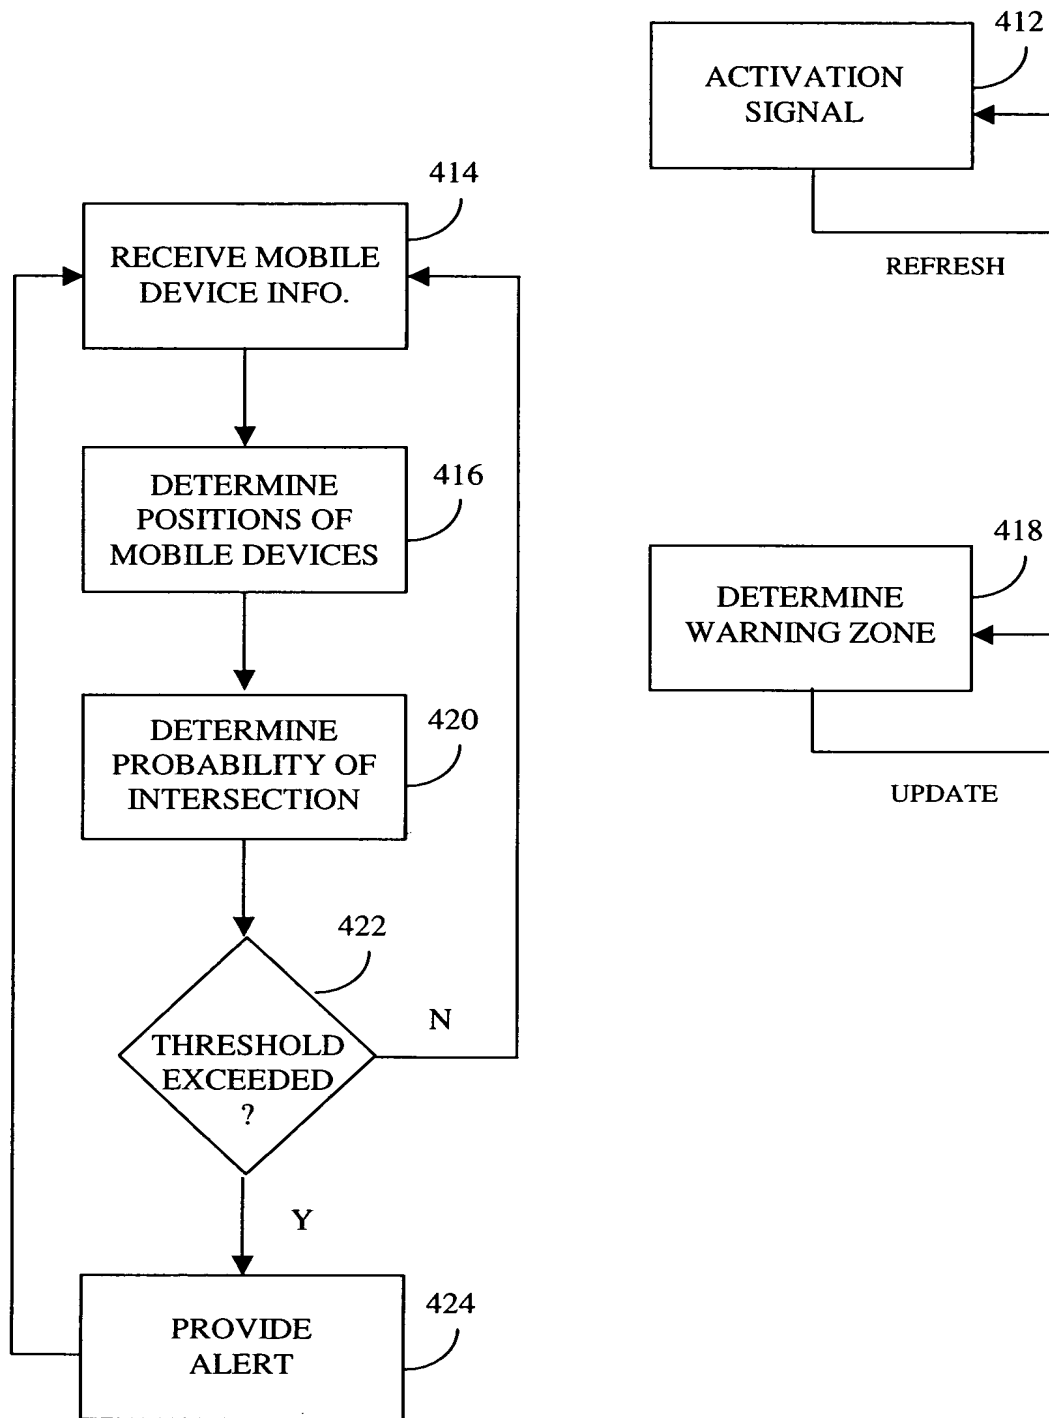 412
ACTIVATION
SIGNAL
REFRESH
414
RECEIVE MOBILE
DEVICE INFO.
416
DETERMINE
POSITIONS OF
MOBILE DEVICES
418
DETERMINE
WARNING ZONE
UPDATE
420
DETERMINE
PROBABILITY OF
INTERSECTION
422
THRESHOLD
EXCEEDED
?
N
Y
424
PROVIDE
ALERT